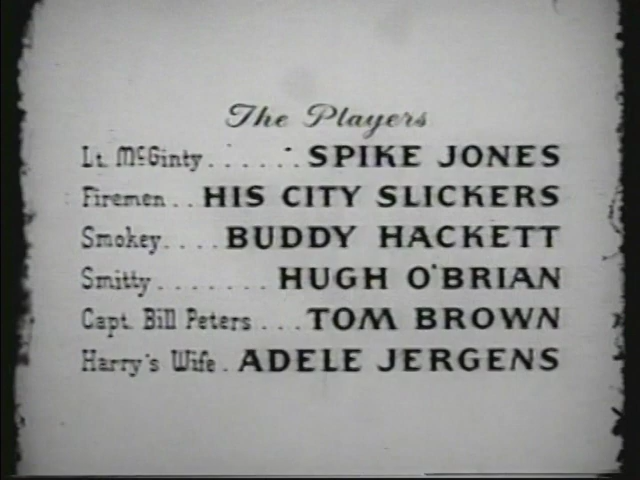 The Players
Lt. McGinty . . . . . . SPIKE JONES
Firemen . . HIS CITY SLICKERS
Smokey . . . . BUDDY HACKETT
Smitty . . . . . . . HUGH O'BRIAN
Capt. Bill Peters . . . TOM BROWN
Harry's Wife . ADELE JERGENS